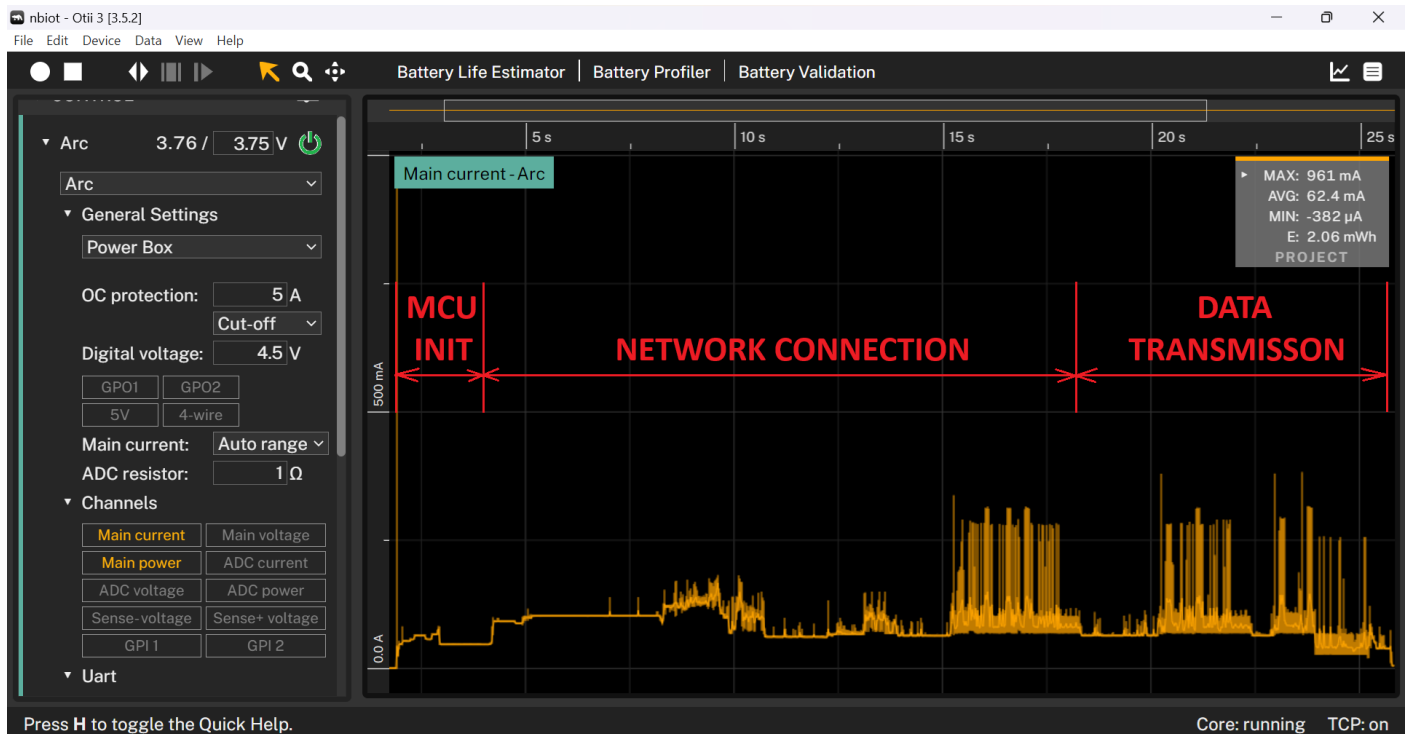 nbiot - Otii 3 [3.5.2]
File Edit Device Data View Help
Battery Life Estimator Battery Profiler Battery Validation
Arc 3.76 / 3.75 V
Arc
General Settings
Power Box
OC protection: 5 A
Cut-off
Digital voltage: 4.5 V
GPO1 GPO2
5V 4-wire
Main current: Auto range
ADC resistor: 1 Ω
Channels
Main current Main voltage
Main power ADC current
ADC voltage ADC power
Sense-voltage Sense+ voltage
GPI 1 GPI 2
Uart
5 s 10 s 15 s 20 s 25 s
Main current - Arc
MAX: 961 mA
AVG: 62.4 mA
MIN: -382 µA
E: 2.06 mWh
PROJECT
MCU
INIT
NETWORK CONNECTION
DATA
TRANSMISSON
500 mA
0.0 A
Press H to toggle the Quick Help.
Core: running TCP: on